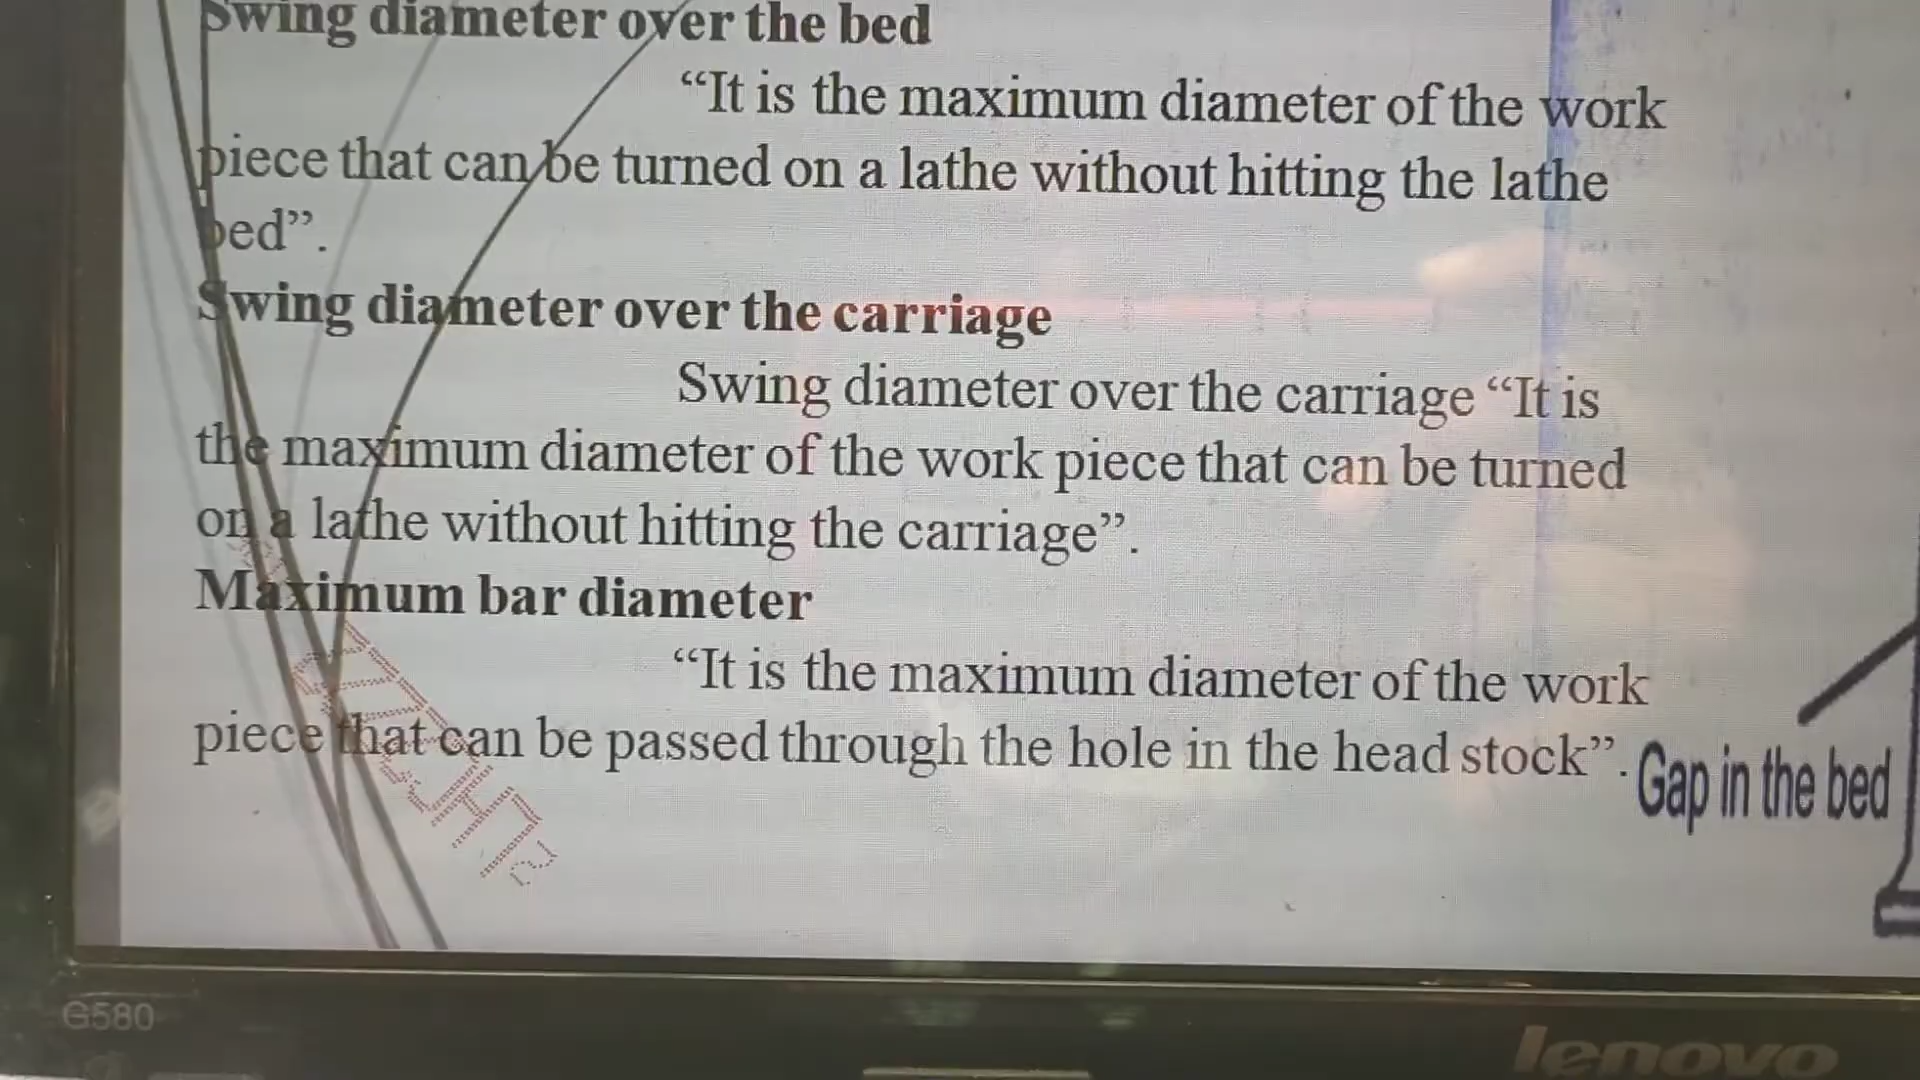 Swing diameter over the bed
“It is the maximum diameter of the work
piece that can be turned on a lathe without hitting the lathe
bed”.
Swing diameter over the carriage
Swing diameter over the carriage “It is
the maximum diameter of the work piece that can be turned
on a lathe without hitting the carriage”.
Maximum bar diameter
“It is the maximum diameter of the work
piece that can be passed through the hole in the head stock”.
Gap in the bed
G580
lenovo